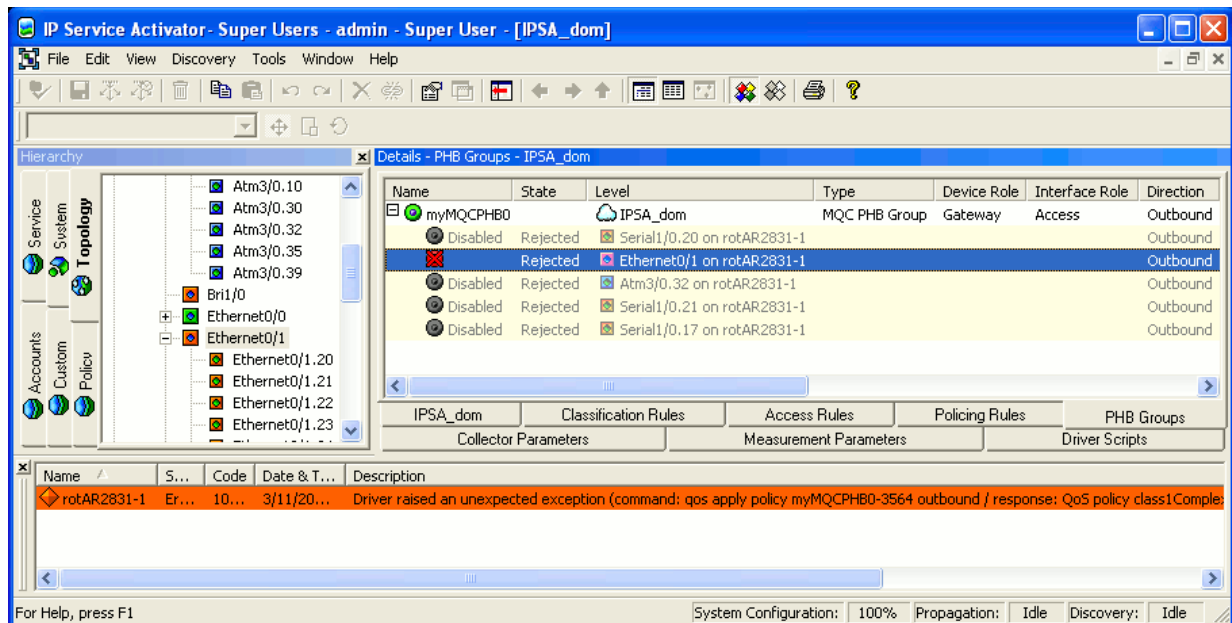 IP Service Activator- Super Users - admin - Super User - [IPSA_dom]
File Edit View Discovery Tools Window Help
Hierarchy
Service
System
Topology
Accounts
Custom
Policy
Atm3/0.10
Atm3/0.30
Atm3/0.32
Atm3/0.35
Atm3/0.39
Bri1/0
Ethernet0/0
Ethernet0/1
Ethernet0/1.20
Ethernet0/1.21
Ethernet0/1.22
Ethernet0/1.23
Details - PHB Groups - IPSA_dom
Name State Level Type Device Role Interface Role Direction
myMQCPHB0 IPSA_dom MQC PHB Group Gateway Access Outbound
Disabled Rejected Serial1/0.20 on rotAR2831-1 Outbound
Rejected Ethernet0/1 on rotAR2831-1 Outbound
Disabled Rejected Atm3/0.32 on rotAR2831-1 Outbound
Disabled Rejected Serial1/0.21 on rotAR2831-1 Outbound
Disabled Rejected Serial1/0.17 on rotAR2831-1 Outbound
IPSA_dom Classification Rules Access Rules Policing Rules PHB Groups
Collector Parameters Measurement Parameters Driver Scripts
Name S... Code Date & T... Description
rotAR2831-1 Er... 10... 3/11/20... Driver raised an unexpected exception (command: qos apply policy myMQCPHB0-3564 outbound / response: QoS policy class1Comple
For Help, press F1
System Configuration: 100% Propagation: Idle Discovery: Idle